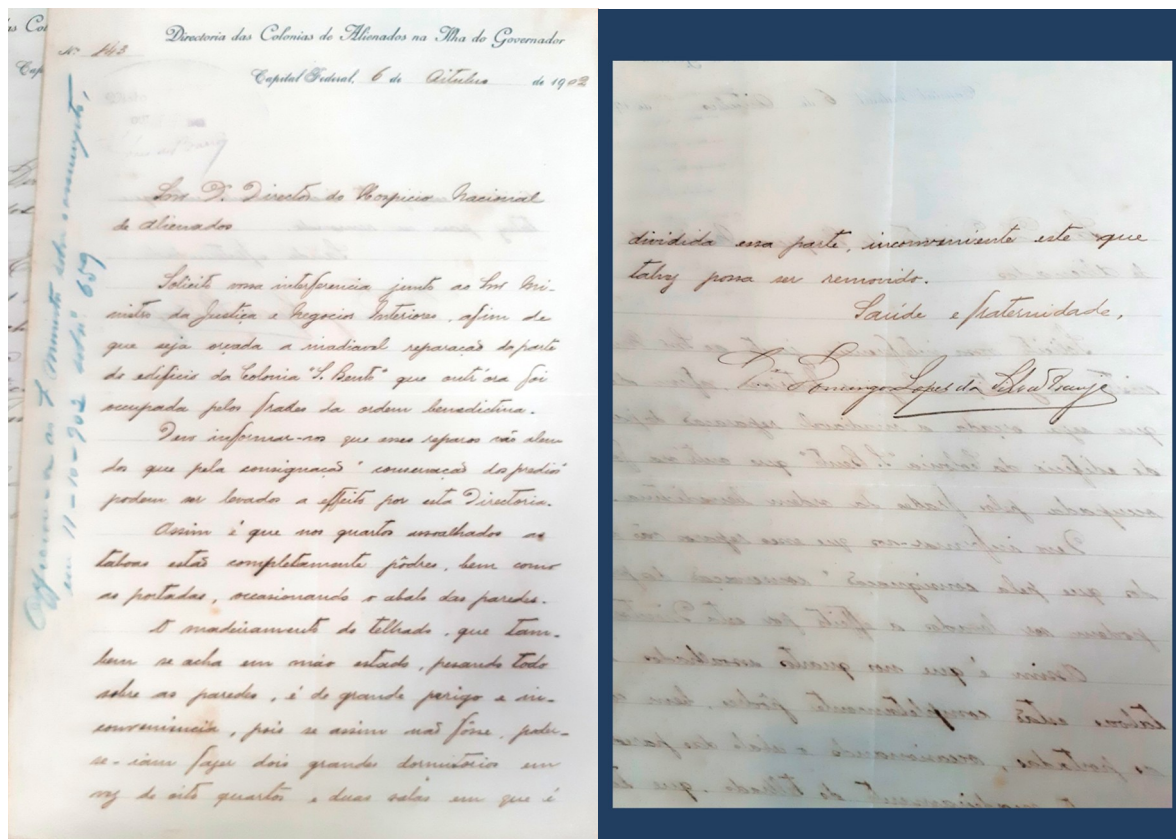 Directoria das Colonias de Alienados na Ilha do Governador
Nº 143
Capital Federal, 6 de Outubro de 1902
Snr Dr. Director do Hospicio Nacional
de Alienados
Solicito vossa interferencia junto ao Snr Mi-
nistro da Justiça e Negocios Interiores, afim de
que seja orçada a inadiavel reparação da parte
do edificio da Colonia "S. Bento" que outr'ora foi
occupada pelos frades da ordem benedictina.
Devo informar-vos que esses reparos não
dos que pela consignação "conservação dos predios"
podem ser levados a effeito por esta Directoria.
Assim é que nos quartos assoalhados as
taboas estão completamente pôdres, bem como
as portadas, occasionando o abalo das paredes.
O madeiramento do telhado, que tam-
bem se acha em máo estado, pesando todo
sobre as paredes, é de grande perigo e in-
conveniencia, pois se assim não fôsse, pode-
se-iam fazer dois grandes dormitorios em
vez de oito quartos e duas salas em que é
Officiou-se ao Sr Ministro sobre o assumpto,
em 11-10-902 sob nº 659
dividida essa parte, inconveniente este que
talvez possa ser removido.
Saúde e fraternidade,
Dr. Domingos Lopes da Silva Araujo